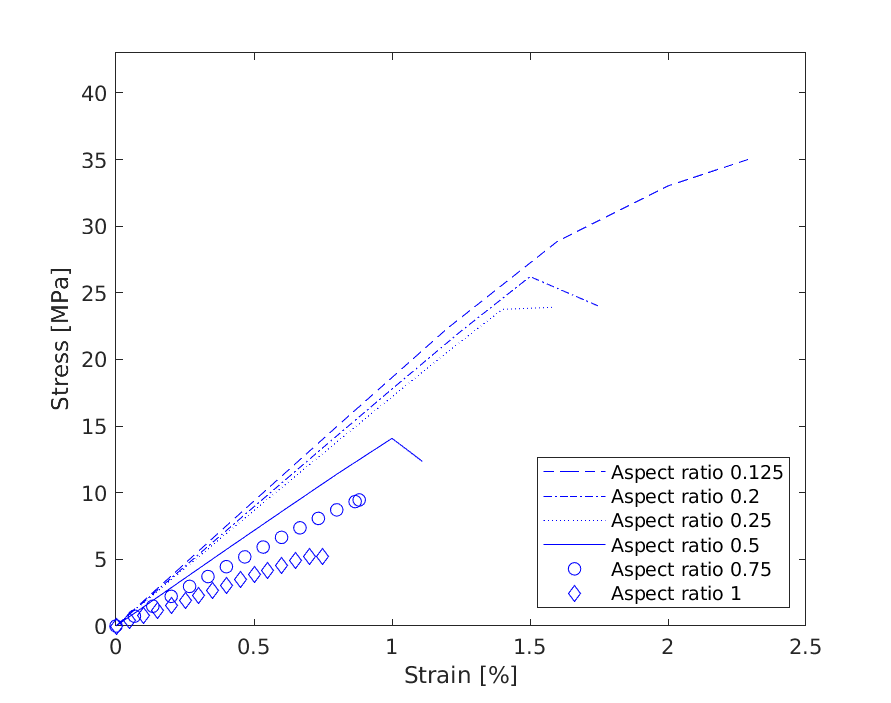 40
35
30
25
20
15
10
5
0
Stress [MPa]
0 0.5 1 1.5 2 2.5
Strain [%]
Aspect ratio 0.125
Aspect ratio 0.2
Aspect ratio 0.25
Aspect ratio 0.5
Aspect ratio 0.75
Aspect ratio 1